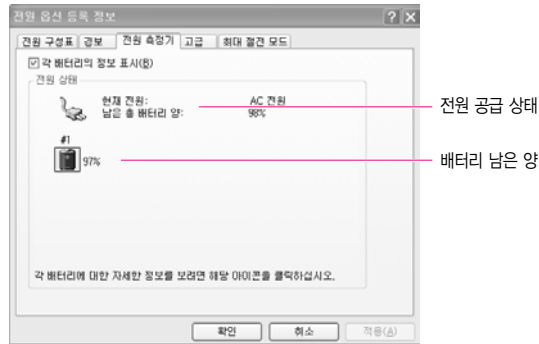 전원 옵션 등록 정보
전원 구성표 경보 전원 측정기 고급 최대 절전 모드
각 배터리의 정보 표시(B)
전원 상태
현재 전원: AC 전원
남은 총 배터리 양: 98%
전원 공급 상태
#1
97%
배터리 남은 양
각 배터리에 대한 자세한 정보를 보려면 해당 아이콘을 클릭하십시오.
확인 취소 적용(A)